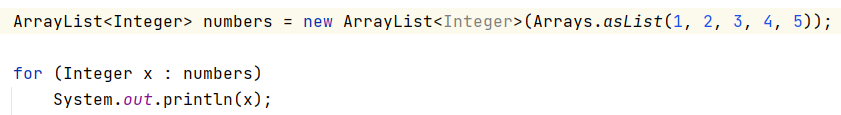 ArrayList<Integer> numbers = new ArrayList<Integer>(Arrays.asList(1, 2, 3, 4, 5));
for (Integer x : numbers)
    System.out.println(x);